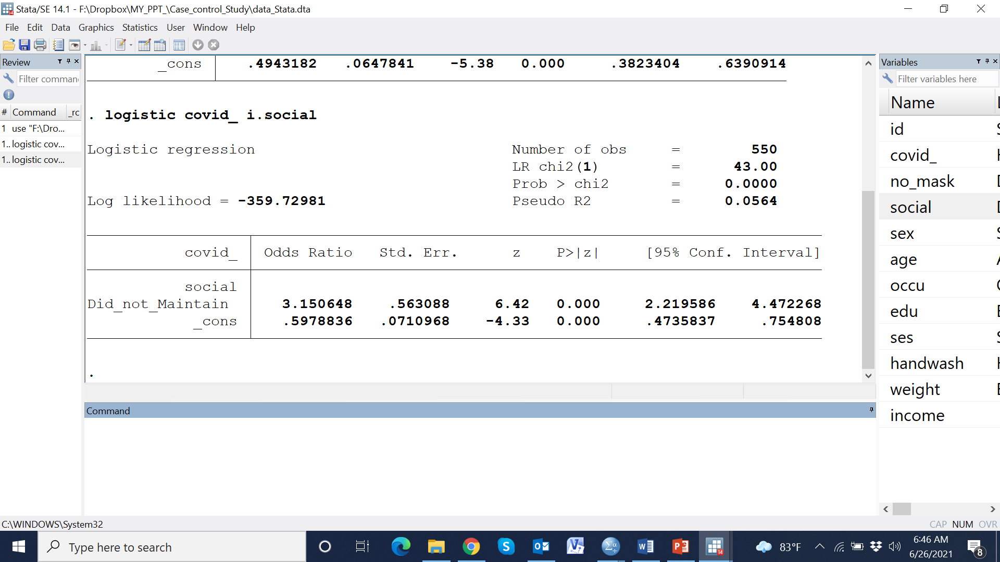 Stata/SE 14.1 - F:\Dropbox\MY_PPT_\Case_control_Study\data_Stata.dta
File Edit Data Graphics Statistics User Window Help
Review
Filter comman
# Command _rc
1 use "F:\Dro...
1.. logistic cov...
1.. logistic cov...
_cons .4943182 .0647841 -5.38 0.000 .3823404 .6390914
. logistic covid_ i.social
Logistic regression Number of obs = 550
LR chi2(1) = 43.00
Prob > chi2 = 0.0000
Log likelihood = -359.72981 Pseudo R2 = 0.0564
covid_ Odds Ratio Std. Err. z P>|z| [95% Conf. Interval]
social
Did_not_Maintain 3.150648 .563088 6.42 0.000 2.219586 4.472268
_cons .5978836 .0710968 -4.33 0.000 .4735837 .754808
.
Command
Variables
Filter variables here
Name
id
covid_
no_mask
social
sex
age
occu
edu
ses
handwash
weight
income
C:\WINDOWS\System32
CAP NUM OVR
Type here to search
83°F
6:46 AM
6/26/2021
8